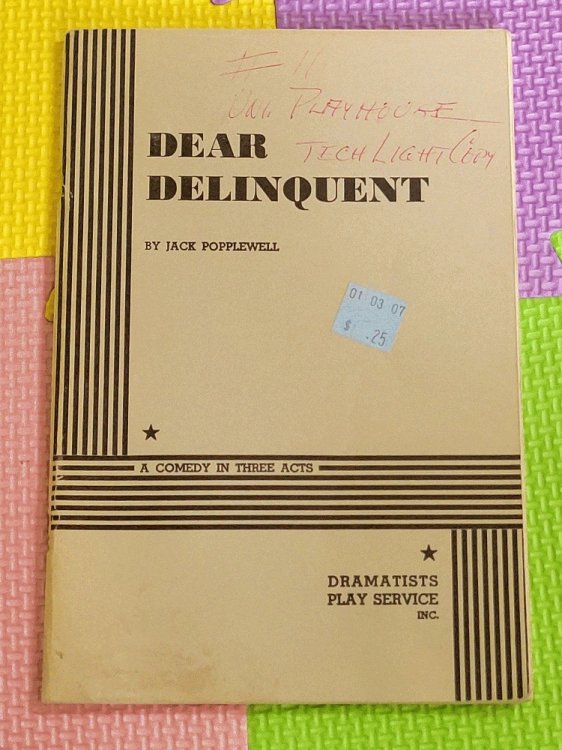 # 11
PLAYHOUSE
TECH LIGHT COPY
DEAR
DELINQUENT
BY JACK POPPLEWELL
01 03 07
$ .25
A COMEDY IN THREE ACTS
DRAMATISTS
PLAY SERVICE
INC.